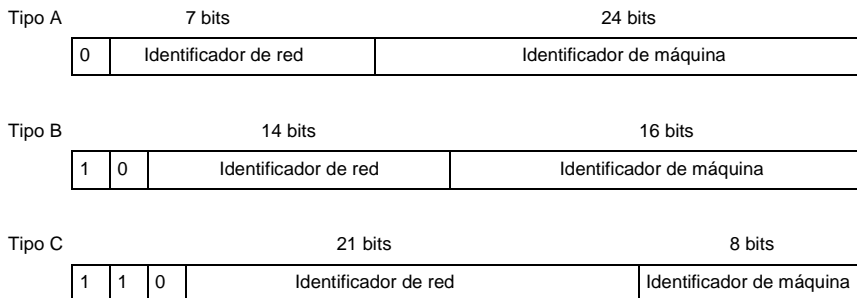 Tipo A 7 bits 24 bits
0 Identificador de red Identificador de máquina
Tipo B 14 bits 16 bits
1 0 Identificador de red Identificador de máquina
Tipo C 21 bits 8 bits
1 1 0 Identificador de red Identificador de máquina